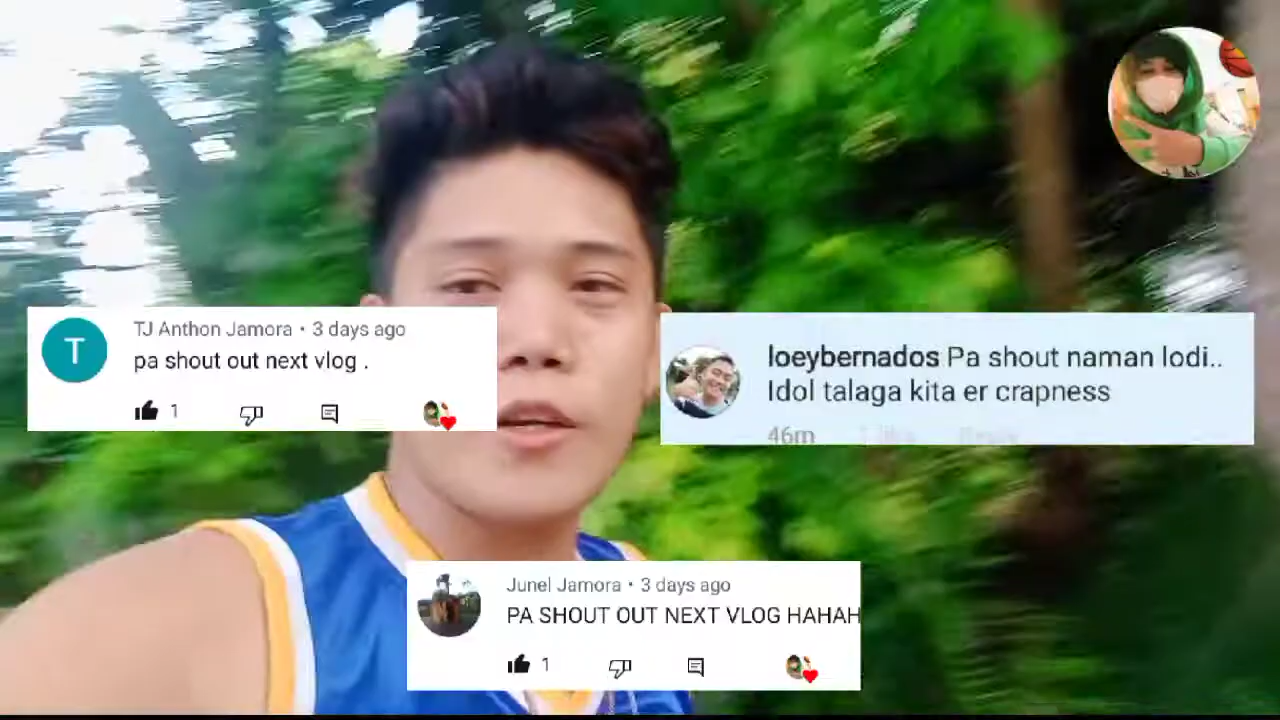 TJ Anthon Jamora • 3 days ago
pa shout out next vlog .
1
loeybernados Pa shout naman lodi..
Idol talaga kita er crapness
46m
Junel Jamora • 3 days ago
PA SHOUT OUT NEXT VLOG HAHAH
1